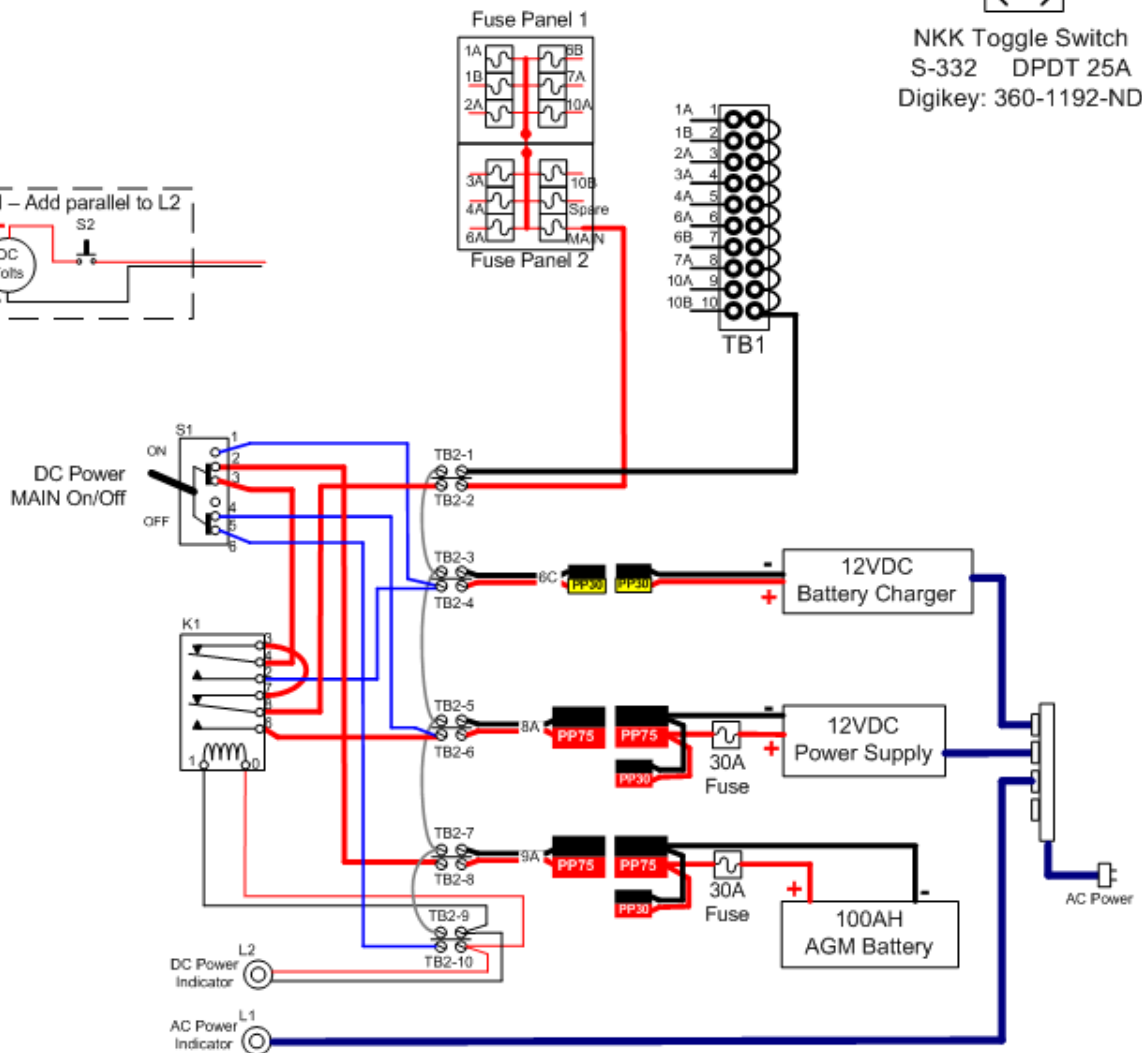 Fuse Panel 1
1A
6B
1B
7A
2A
10A
3A
10B
4A
Spare
6A
MAIN
Fuse Panel 2
NKK Toggle Switch
S-332 DPDT 25A
Digikey: 360-1192-ND
1A 1
1B 2
2A 3
3A 4
4A 5
6A 6
6B 7
7A 8
10A 9
10B 10
TB1
– Add parallel to L2
S2
S1
ON
OFF
1
2
3
4
5
6
DC Power
MAIN On/Off
TB2-1
TB2-2
TB2-3
TB2-4
6C
PP30
PP30
-
+
12VDC
Battery Charger
K1
3
4
2
7
8
6
1
0
TB2-5
TB2-6
8A
PP75
PP75
PP30
30A
Fuse
-
+
12VDC
Power Supply
TB2-7
TB2-8
9A
PP75
PP75
PP30
30A
Fuse
+
-
100AH
AGM Battery
AC Power
TB2-9
TB2-10
L2
DC Power
Indicator
L1
AC Power
Indicator